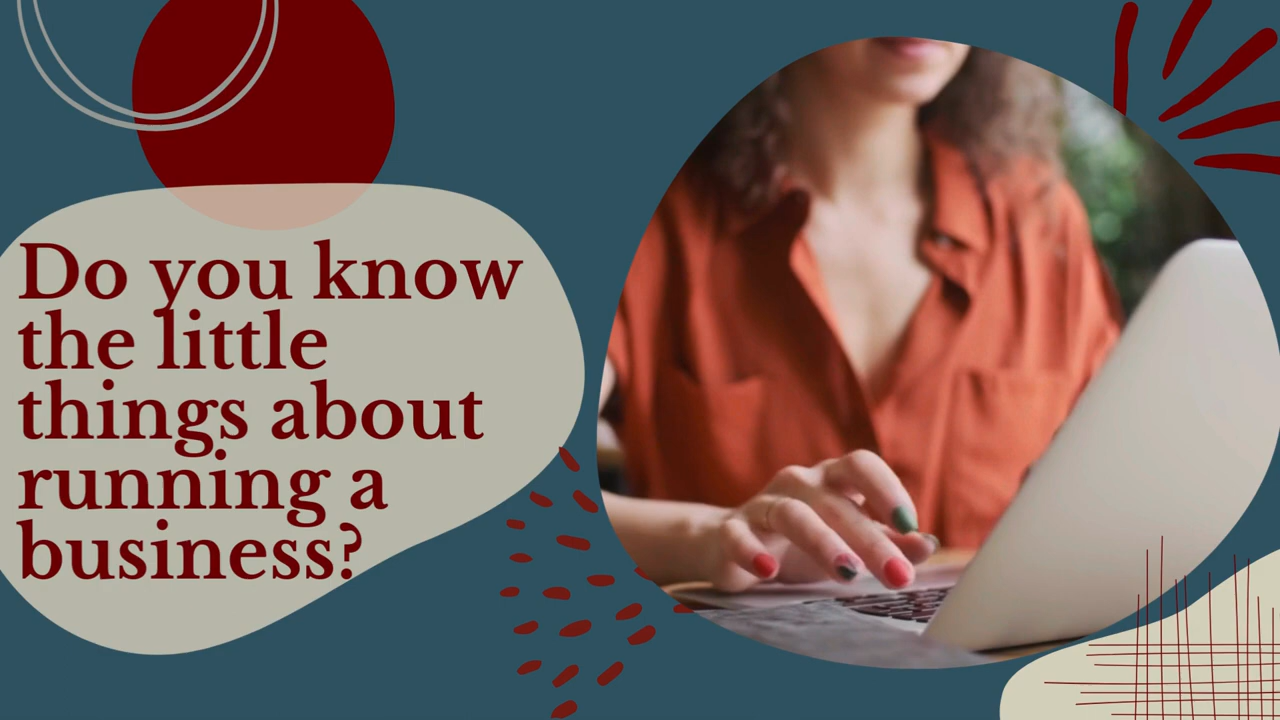 Do you know
the little
things about
running a
business?